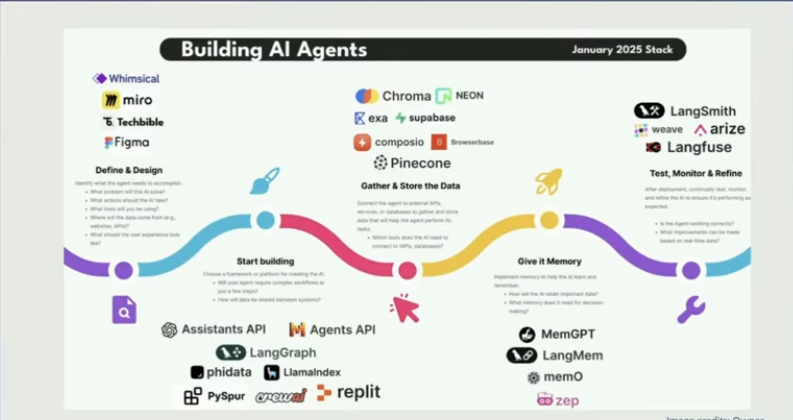 Building AI Agents
January 2025 Stack
Whimsical
miro
Techbible
Figma
Define & Design
Identify what the agent needs to accomplish.
• What problem will this AI solve?
• What actions should the AI take?
• What tools will you be using?
• Where will the data come from (e.g.,
websites, APIs)?
• What should the user experience look
like?
Start building
Choose a framework or platform for creating the AI.
• Will your agent require complex workflows or
just a few steps?
• How will data be shared between systems?
Assistants API
Agents API
LangGraph
phidata
LlamaIndex
PySpur
crewai
replit
Chroma
NEON
exa
supabase
composio
Browserbase
Pinecone
Gather & Store the Data
Connect the agent to external APIs,
services, or databases to gather and store
data that will help the agent perform its
tasks.
• Which tools does the AI need to
connect to (APIs, databases)?
Give it Memory
Implement memory to help the AI learn and
remember.
• How will the AI retain important data?
• What memory does it need for decision-
making?
MemGPT
LangMem
mem0
zep
LangSmith
weave
arize
Langfuse
Test, Monitor & Refine
After deployment, continually test, monitor,
and refine the AI to ensure it's performing as
expected.
• Is the Agent working correctly?
• What improvements can be made
based on real-time data?